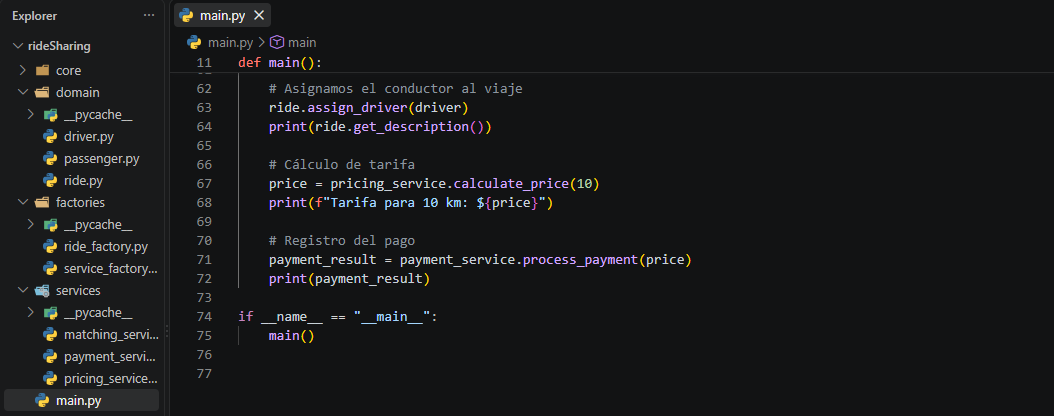 Explorer ...
rideSharing
core
domain
__pycache__
driver.py
passenger.py
ride.py
factories
__pycache__
ride_factory.py
service_factory...
services
__pycache__
matching_servi...
payment_servi...
pricing_service...
main.py
main.py
main.py > main
11 def main():
62 # Asignamos el conductor al viaje
63 ride.assign_driver(driver)
64 print(ride.get_description())
65
66 # Cálculo de tarifa
67 price = pricing_service.calculate_price(10)
68 print(f"Tarifa para 10 km: ${price}")
69
70 # Registro del pago
71 payment_result = payment_service.process_payment(price)
72 print(payment_result)
73
74 if __name__ == "__main__":
75 main()
76
77